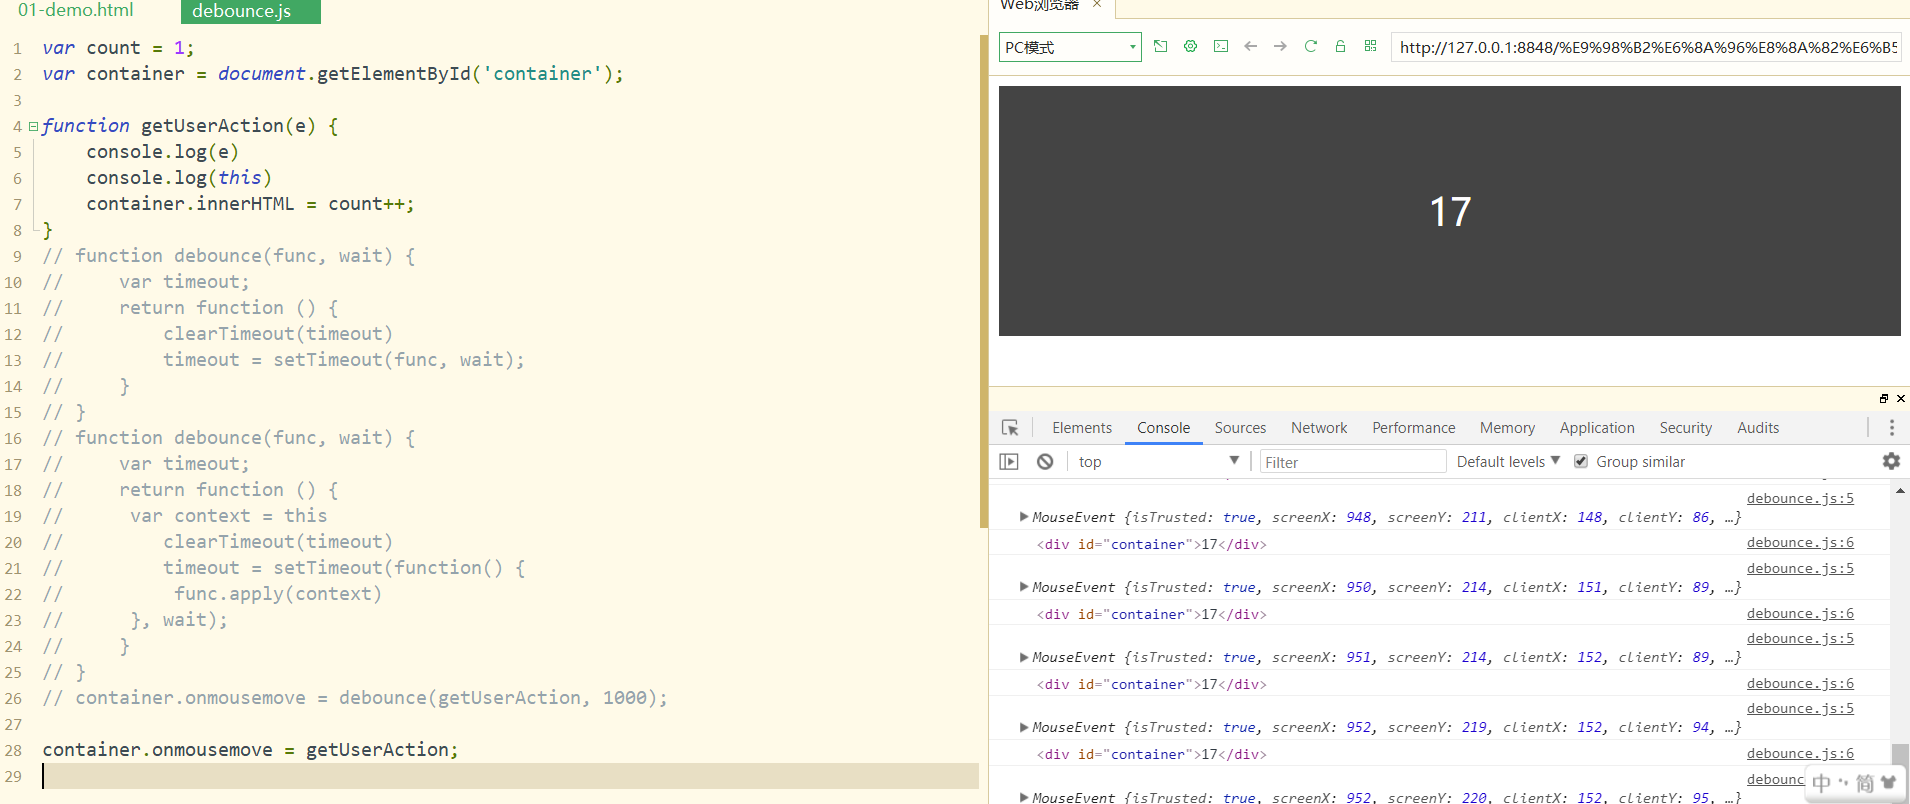 01-demo.html debounce.js
1 var count = 1;
2 var container = document.getElementById('container');
3
4 function getUserAction(e) {
5 console.log(e)
6 console.log(this)
7 container.innerHTML = count++;
8 }
9 // function debounce(func, wait) {
10 // var timeout;
11 // return function () {
12 // clearTimeout(timeout)
13 // timeout = setTimeout(func, wait);
14 // }
15 // }
16 // function debounce(func, wait) {
17 // var timeout;
18 // return function () {
19 // var context = this
20 // clearTimeout(timeout)
21 // timeout = setTimeout(function() {
22 // func.apply(context)
23 // }, wait);
24 // }
25 // }
26 // container.onmousemove = debounce(getUserAction, 1000);
27
28 container.onmousemove = getUserAction;
29
Web浏览器
PC模式 http://127.0.0.1:8848/%E9%98%B2%E6%8A%96%E8%8A%82%E6%B5
17
Elements Console Sources Network Performance Memory Application Security Audits
top Filter Default levels Group similar
debounce.js:5
MouseEvent {isTrusted: true, screenX: 948, screenY: 211, clientX: 148, clientY: 86, …}
<div id="container">17</div> debounce.js:6
debounce.js:5
MouseEvent {isTrusted: true, screenX: 950, screenY: 214, clientX: 151, clientY: 89, …}
<div id="container">17</div> debounce.js:6
debounce.js:5
MouseEvent {isTrusted: true, screenX: 951, screenY: 214, clientX: 152, clientY: 89, …}
<div id="container">17</div> debounce.js:6
debounce.js:5
MouseEvent {isTrusted: true, screenX: 952, screenY: 219, clientX: 152, clientY: 94, …}
<div id="container">17</div> debounce.js:6
debounc
MouseEvent {isTrusted: true, screenX: 952, screenY: 220, clientX: 152, clientY: 95, …}
中 简